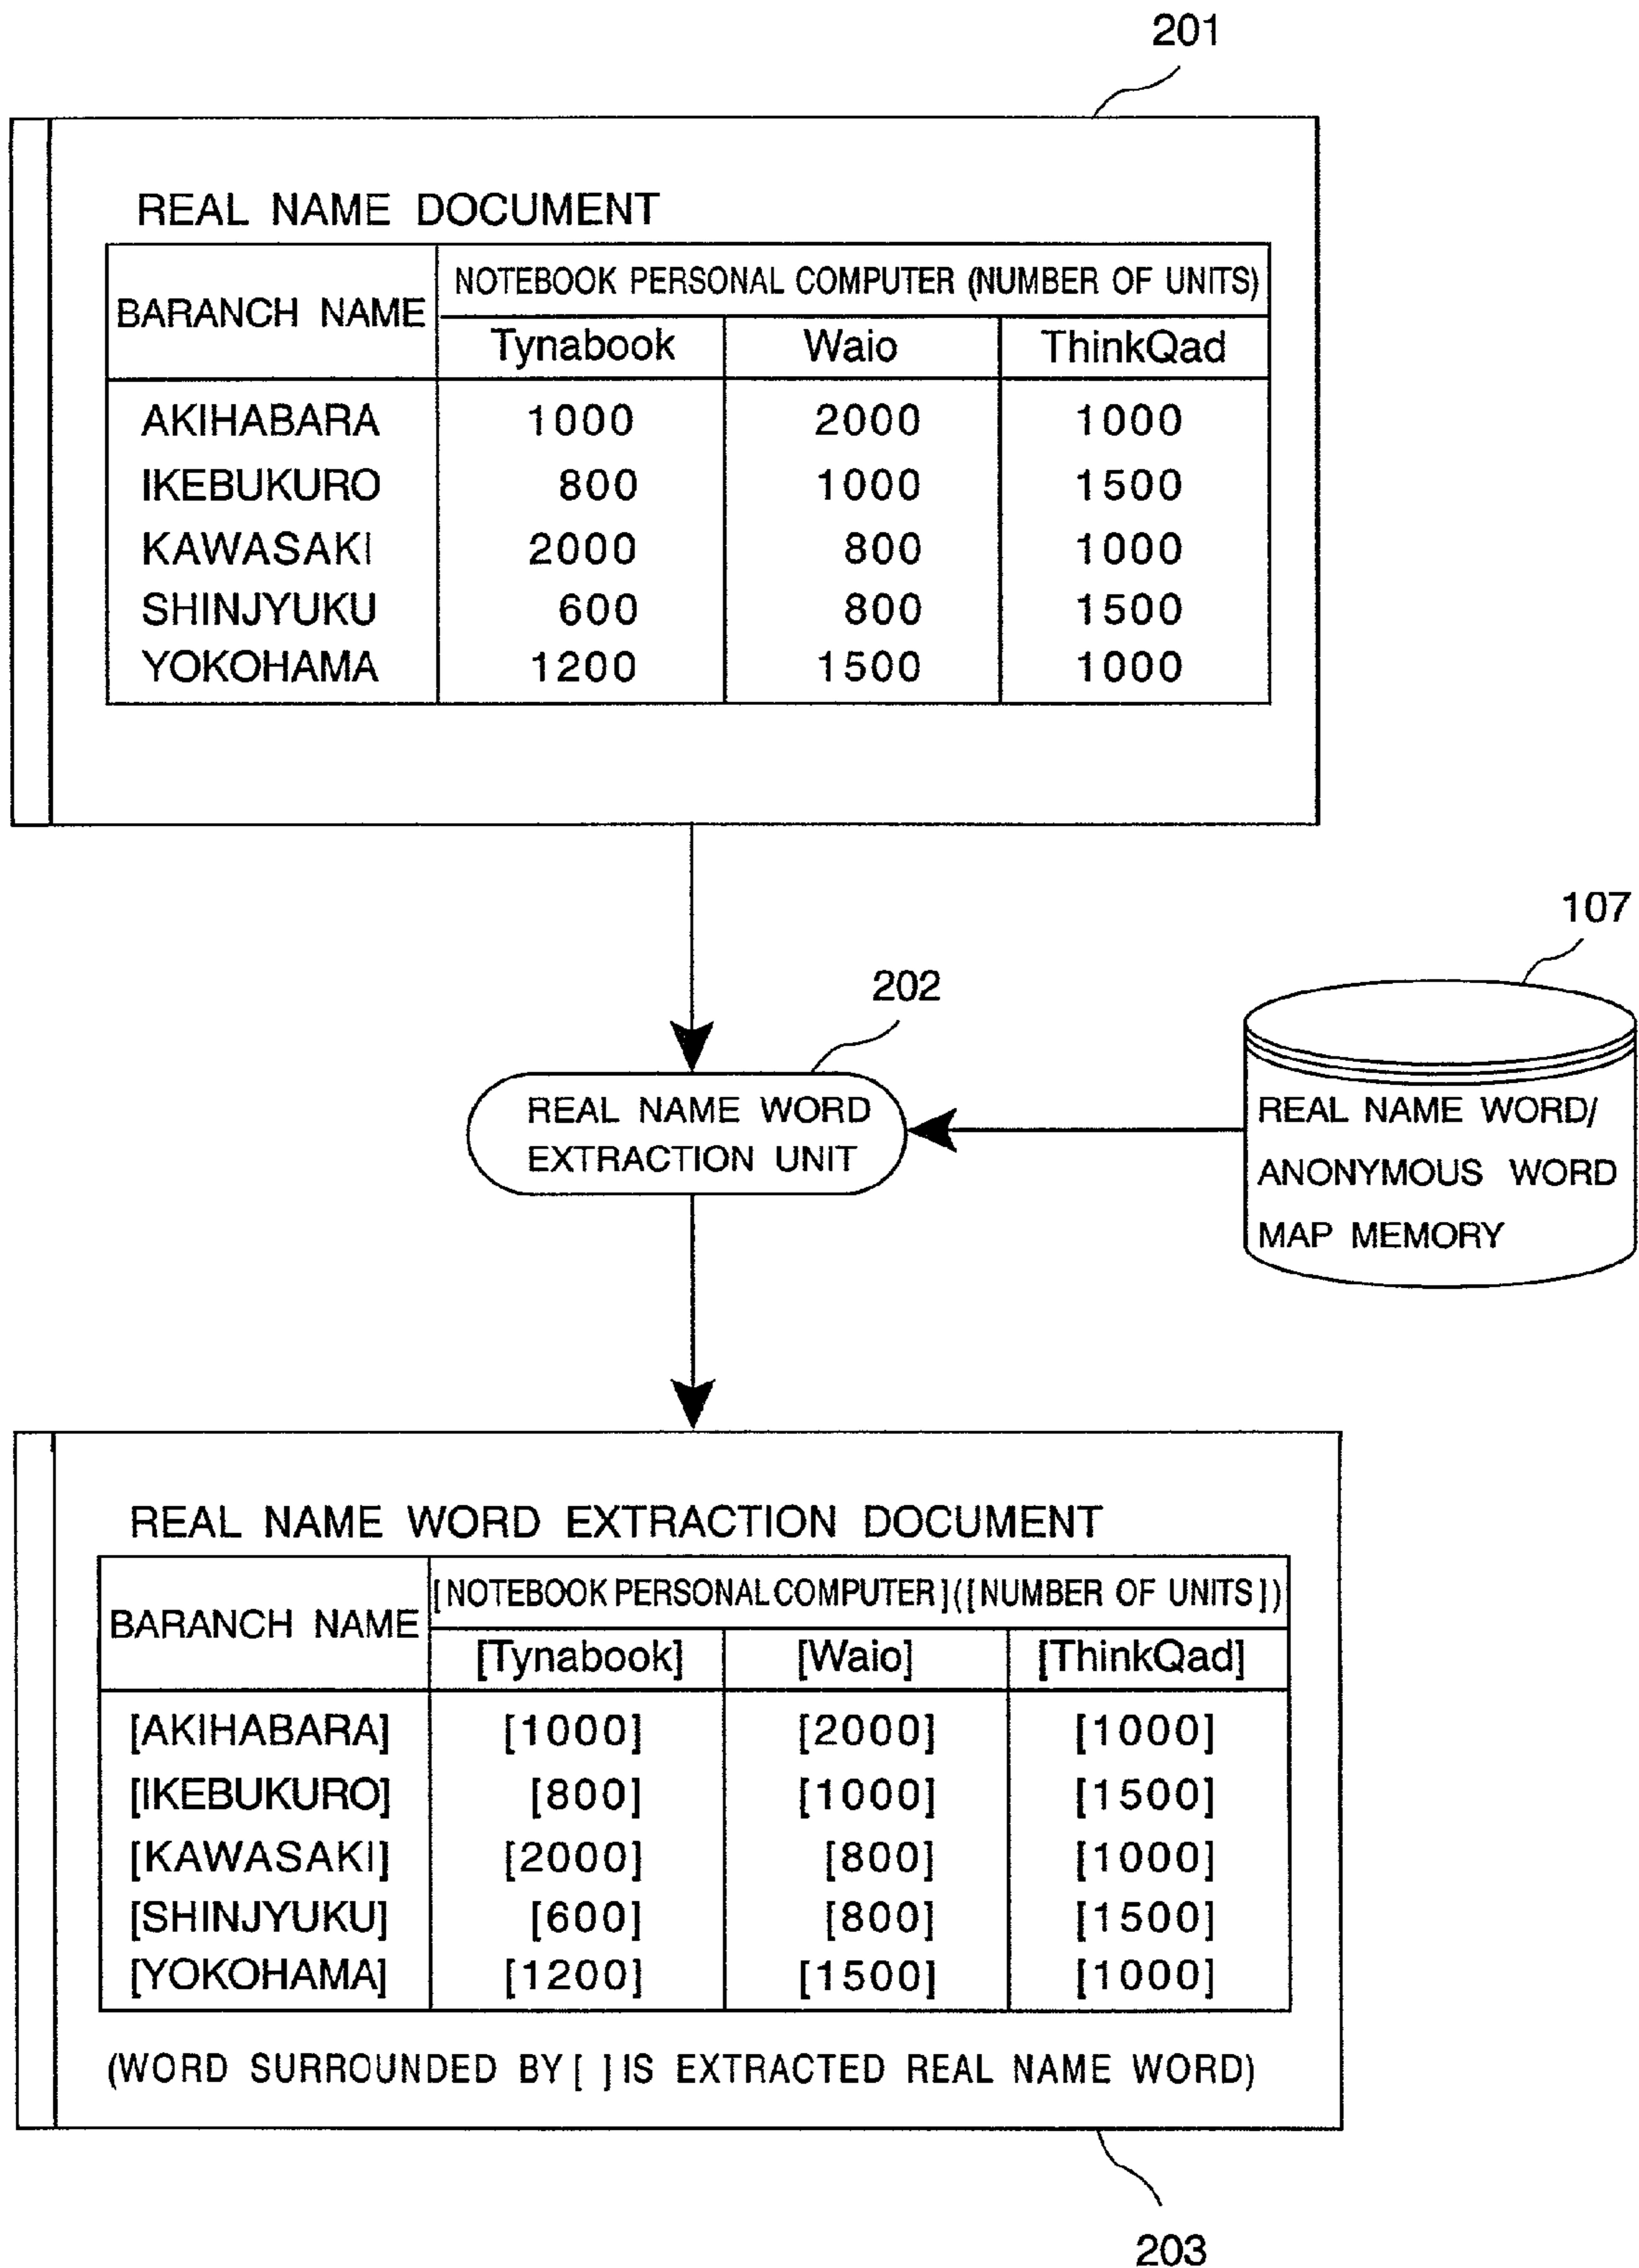 201
REAL NAME DOCUMENT
BARANCH NAME
NOTEBOOK PERSONAL COMPUTER (NUMBER OF UNITS)
Tynabook Waio ThinkQad
AKIHABARA 1000 2000 1000
IKEBUKURO 800 1000 1500
KAWASAKI 2000 800 1000
SHINJYUKU 600 800 1500
YOKOHAMA 1200 1500 1000
107
202
REAL NAME WORD
EXTRACTION UNIT
REAL NAME WORD/
ANONYMOUS WORD
MAP MEMORY
REAL NAME WORD EXTRACTION DOCUMENT
BARANCH NAME
[NOTEBOOK PERSONAL COMPUTER]([NUMBER OF UNITS])
[Tynabook] [Waio] [ThinkQad]
[AKIHABARA] [1000] [2000] [1000]
[IKEBUKURO] [800] [1000] [1500]
[KAWASAKI] [2000] [800] [1000]
[SHINJYUKU] [600] [800] [1500]
[YOKOHAMA] [1200] [1500] [1000]
(WORD SURROUNDED BY [ ] IS EXTRACTED REAL NAME WORD)
203